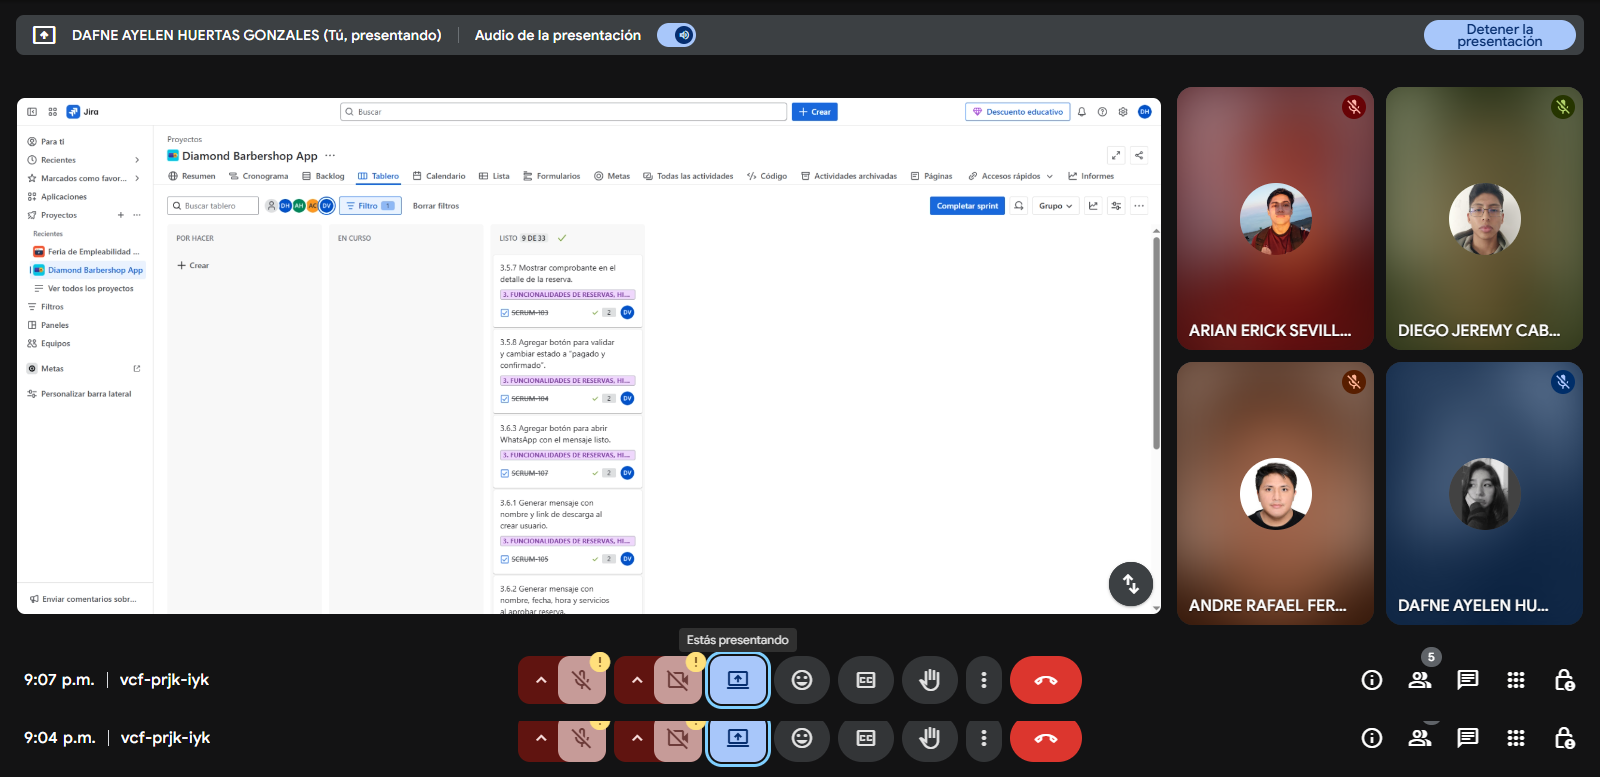 DAFNE AYELEN HUERTAS GONZALES (Tú, presentando)
Audio de la presentación
Detener la presentación
Jira
Buscar
Crear
Descuento educativo
DH
Para ti
Recientes
Marcados como favor...
Aplicaciones
Proyectos
Recientes
Feria de Empleabilidad ...
Diamond Barbershop App
Ver todos los proyectos
Filtros
Paneles
Equipos
Metas
Personalizar barra lateral
Enviar comentarios sobr...
Proyectos
Diamond Barbershop App
Resumen
Cronograma
Backlog
Tablero
Calendario
Lista
Formularios
Metas
Todas las actividades
Código
Actividades archivadas
Páginas
Accesos rápidos
Informes
Buscar tablero
DH
AH
AC
DV
Filtro 1
Borrar filtros
Completar sprint
Grupo
POR HACER
Crear
EN CURSO
LISTO 9 DE 33
3.5.7 Mostrar comprobante en el
detalle de la reserva.
3. FUNCIONALIDADES DE RESERVAS, HI...
SCRUM-103
2
DV
3.5.8 Agregar botón para validar
y cambiar estado a "pagado y
confirmado".
3. FUNCIONALIDADES DE RESERVAS, HI...
SCRUM-104
2
DV
3.6.3 Agregar botón para abrir
WhatsApp con el mensaje listo.
3. FUNCIONALIDADES DE RESERVAS, HI...
SCRUM-107
2
DV
3.6.1 Generar mensaje con
nombre y link de descarga al
crear usuario.
3. FUNCIONALIDADES DE RESERVAS, HI...
SCRUM-105
2
DV
3.6.2 Generar mensaje con
nombre, fecha, hora y servicios
al aprobar reserva.
ARIAN ERICK SEVILL...
DIEGO JEREMY CAB...
ANDRE RAFAEL FER...
DAFNE AYELEN HU...
Estás presentando
9:07 p.m. | vcf-prjk-iyk
5
9:04 p.m. | vcf-prjk-iyk